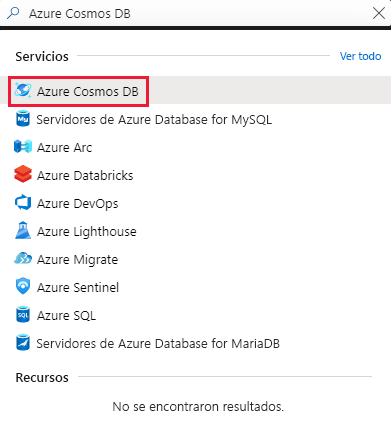 Azure Cosmos DB
Servicios
Ver todo
Azure Cosmos DB
My
Servidores de Azure Database for MySQL
Azure Arc
Azure Databricks
Azure DevOps
Azure Lighthouse
Azure Migrate
Azure Sentinel
SQL
Azure SQL
Servidores de Azure Database for MariaDB
Recursos
No se encontraron resultados.